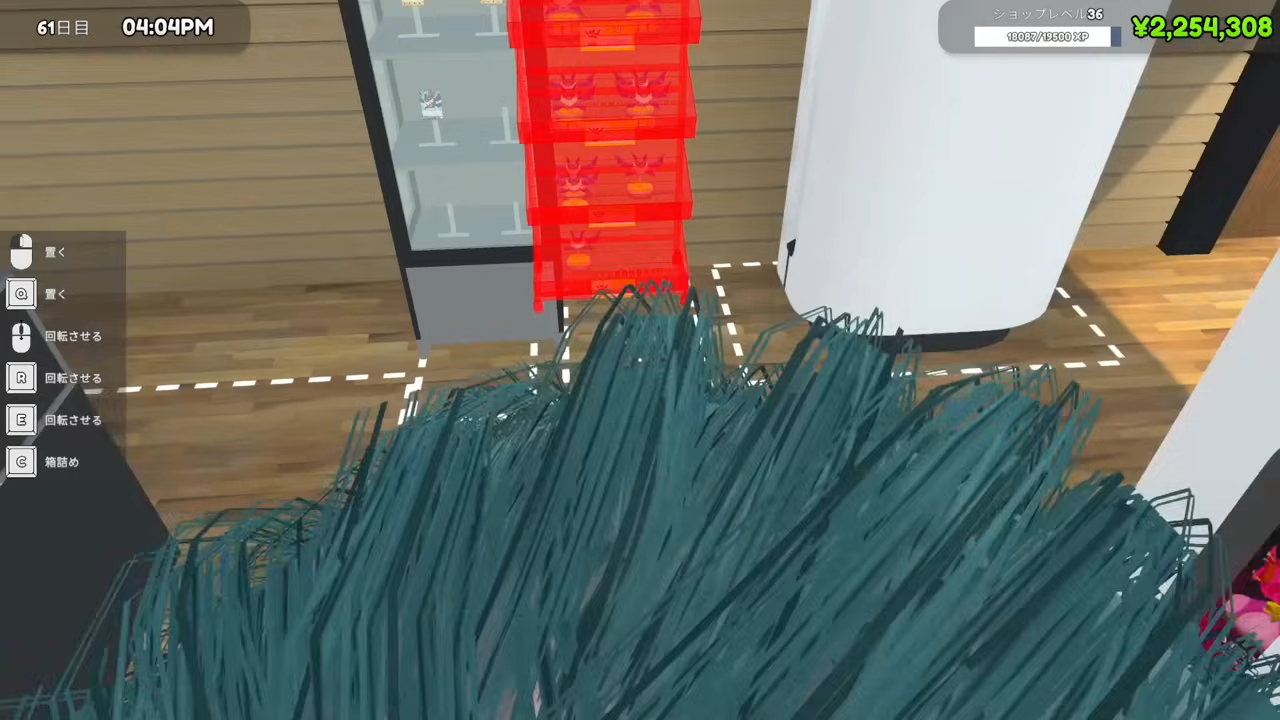 61日目 04:04PM
ショップレベル36
18087/19500 XP
¥2,254,308
置く
Q 置く
回転させる
R 回転させる
E 回転させる
C 箱詰め